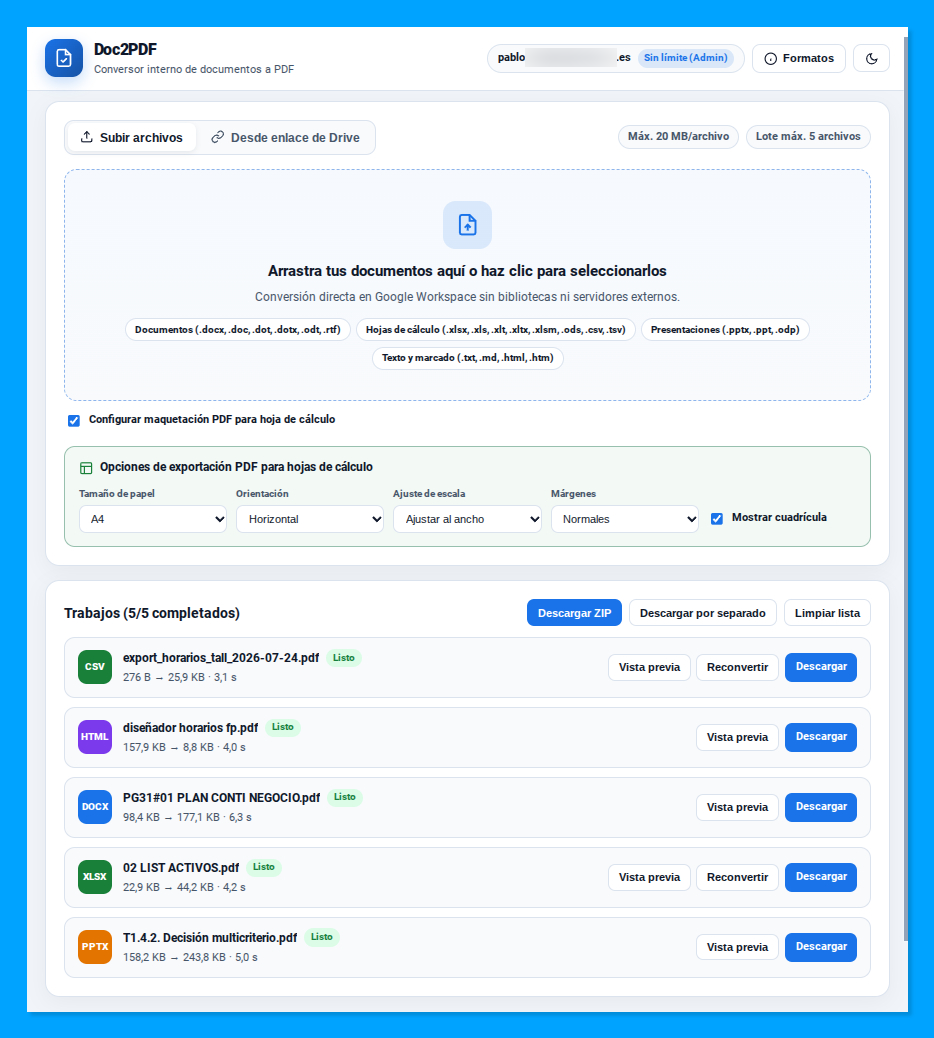 Doc2PDF
Conversor interno de documentos a PDF
pablo .es Sin límite (Admin) Formatos
Subir archivos Desde enlace de Drive Máx. 20 MB/archivo Lote máx. 5 archivos
Arrastra tus documentos aquí o haz clic para seleccionarlos
Conversión directa en Google Workspace sin bibliotecas ni servidores externos.
Documentos (.docx, .doc, .dot, .dotx, .odt, .rtf) Hojas de cálculo (.xlsx, .xls, .xlt, .xltx, .xlsm, .ods, .csv, .tsv) Presentaciones (.pptx, .ppt, .odp)
Texto y marcado (.txt, .md, .html, .htm)
Configurar maquetación PDF para hoja de cálculo
Opciones de exportación PDF para hojas de cálculo
Tamaño de papel Orientación Ajuste de escala Márgenes
A4 Horizontal Ajustar al ancho Normales Mostrar cuadrícula
Trabajos (5/5 completados) Descargar ZIP Descargar por separado Limpiar lista
CSV export_horarios_tall_2026-07-24.pdf Listo Vista previa Reconvertir Descargar
276 B → 25,9 KB · 3,1 s
HTML diseñador horarios fp.pdf Listo Vista previa Descargar
157,9 KB → 8,8 KB · 4,0 s
DOCX PG31#01 PLAN CONTI NEGOCIO.pdf Listo Vista previa Descargar
98,4 KB → 177,1 KB · 6,3 s
XLSX 02 LIST ACTIVOS.pdf Listo Vista previa Reconvertir Descargar
22,9 KB → 44,2 KB · 4,2 s
PPTX T1.4.2. Decisión multicriterio.pdf Listo Vista previa Descargar
158,2 KB → 243,8 KB · 5,0 s